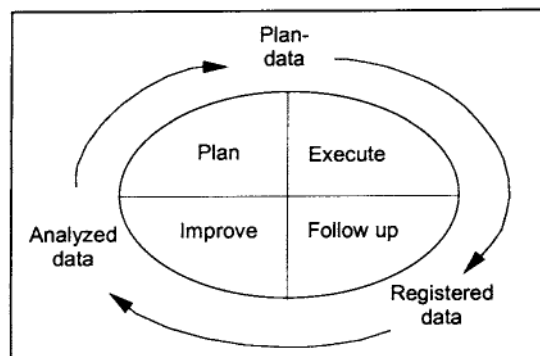 Plan-
data
Plan
Execute
Improve
Follow up
Analyzed
data
Registered
data